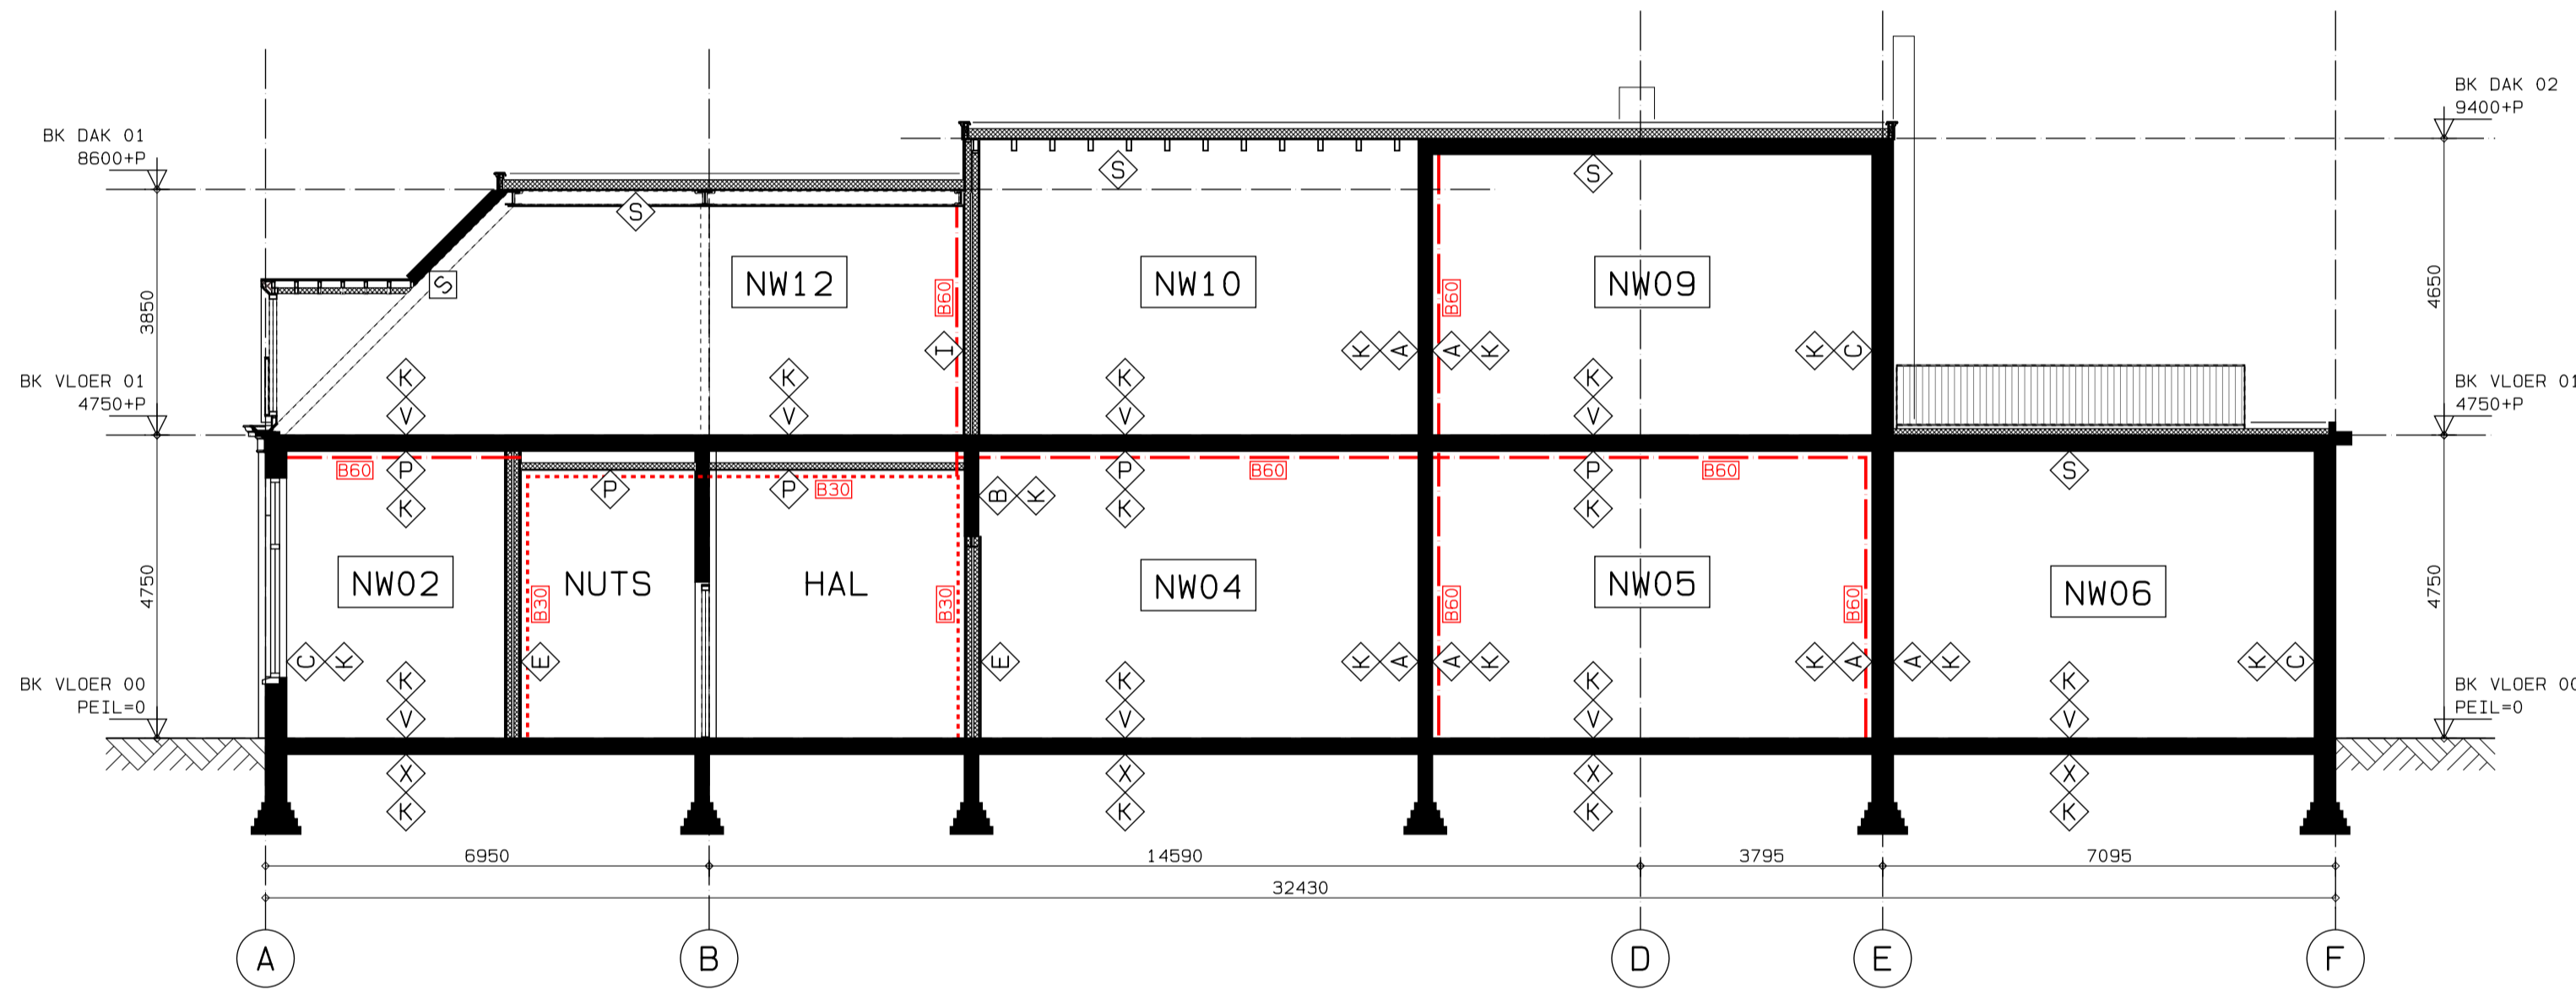 BK DAK 02
9400+P
BK DAK 01
8600+P
S
S
S
S
NW12
NW10
NW09
B60
B60
3850
4650
I
K A
A K
K C
BK VLOER 01
4750+P
K
V
K
V
K
V
K
V
BK VLOER 01
4750+P
B60
P
K
P
P
B30
B K
P
K
B60
P
K
B60
S
4750
NW02
NUTS
HAL
NW04
NW05
NW06
4750
B30
B30
B60
B60
C K
E
E
K A
A K
K A
A K
K C
BK VLOER 00
PEIL=0
K
V
K
V
K
V
K
V
BK VLOER 00
PEIL=0
X
K
X
K
X
K
X
K
6950
14590
3795
7095
32430
A
B
D
E
F